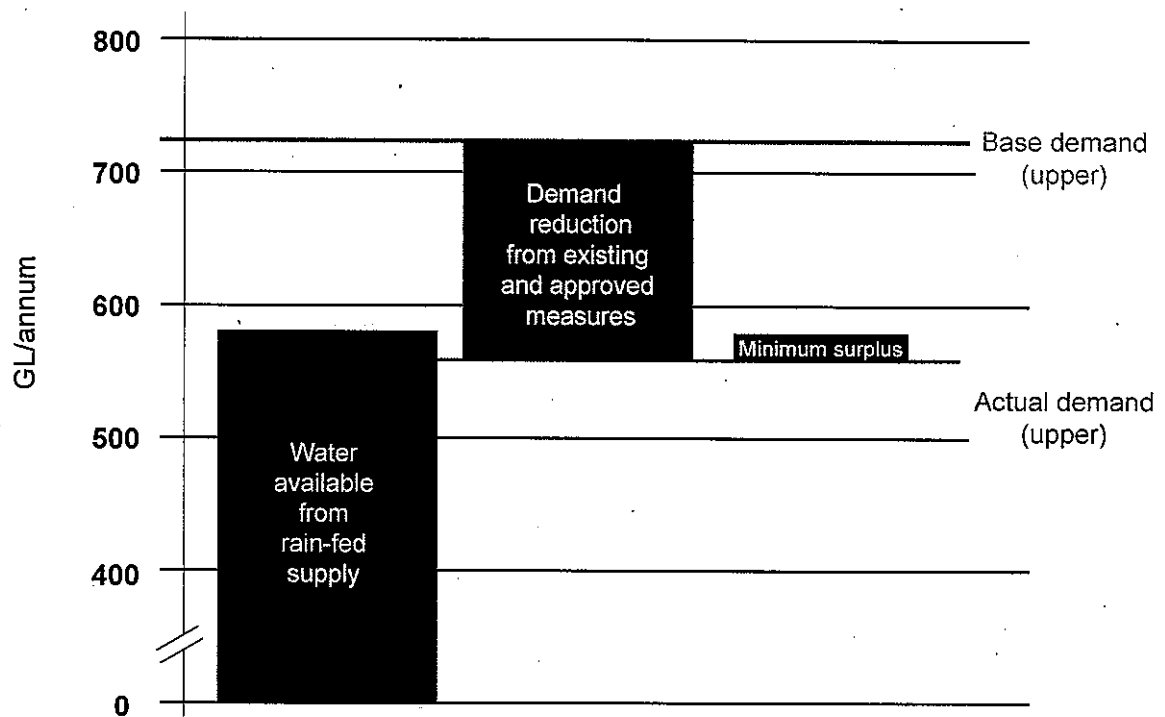 800
700
600
500
400
0
GL/annum
Water
available
from
rain-fed
supply
Demand
reduction
from existing
and approved
measures
Minimum surplus
Base demand
(upper)
Actual demand
(upper)